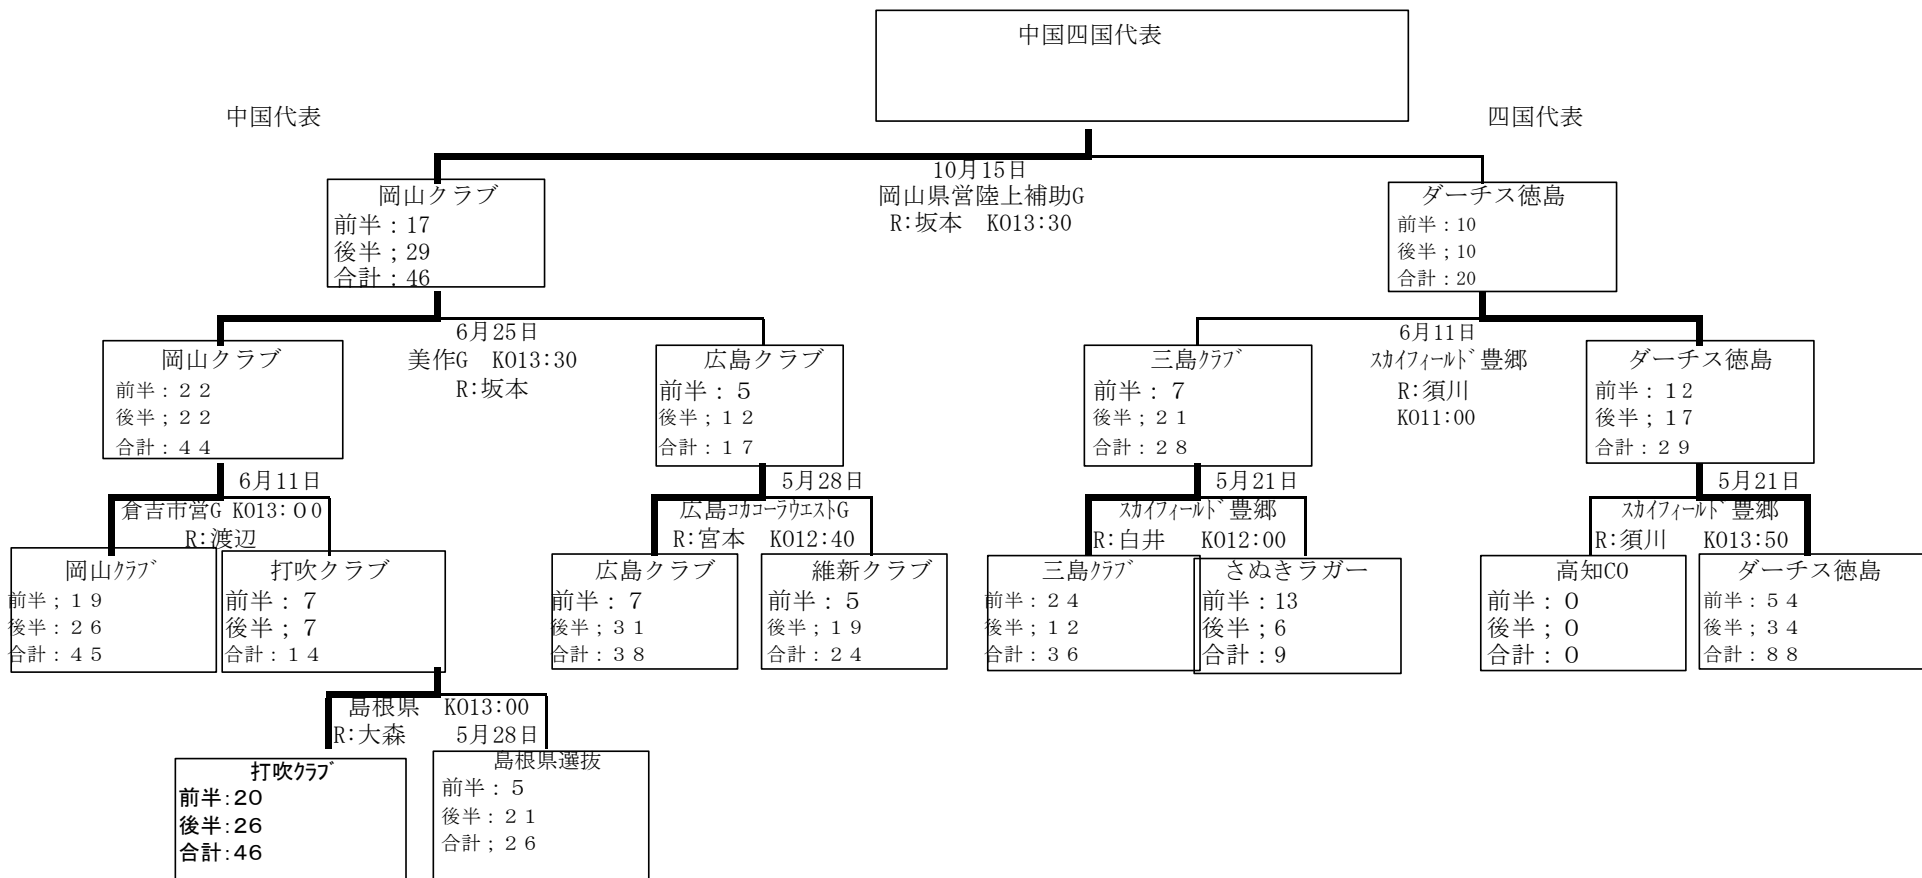 中国四国代表
中国代表
四国代表
10月15日
岡山県営陸上補助G
R:坂本 KO13:30
岡山クラブ
前半:17
後半;29
合計:46
ダーチス徳島
前半:10
後半;10
合計:20
6月25日
美作G KO13:30
R:坂本
6月11日
スカイフィールド豊郷
R:須川
KO11:00
岡山クラブ
前半:22
後半;22
合計:44
広島クラブ
前半:5
後半;12
合計:17
三島クラブ
前半:7
後半;21
合計:28
ダーチス徳島
前半:12
後半;17
合計:29
6月11日
倉吉市営G KO13:00
R:渡辺
5月28日
広島コカコーラウエストG
R:宮本 KO12:40
5月21日
スカイフィールド豊郷
R:白井 KO12:00
5月21日
スカイフィールド豊郷
R:須川 KO13:50
岡山クラブ
前半;19
後半:26
合計:45
打吹クラブ
前半:7
後半;7
合計:14
広島クラブ
前半:7
後半;31
合計:38
維新クラブ
前半:5
後半;19
合計:24
三島クラブ
前半:24
後半;12
合計:36
さぬきラガー
前半:13
後半;6
合計:9
高知CO
前半:0
後半;0
合計:0
ダーチス徳島
前半:54
後半;34
合計:88
島根県 KO13:00
R:大森 5月28日
打吹クラブ
前半:20
後半:26
合計:46
島根県選抜
前半:5
後半:21
合計;26